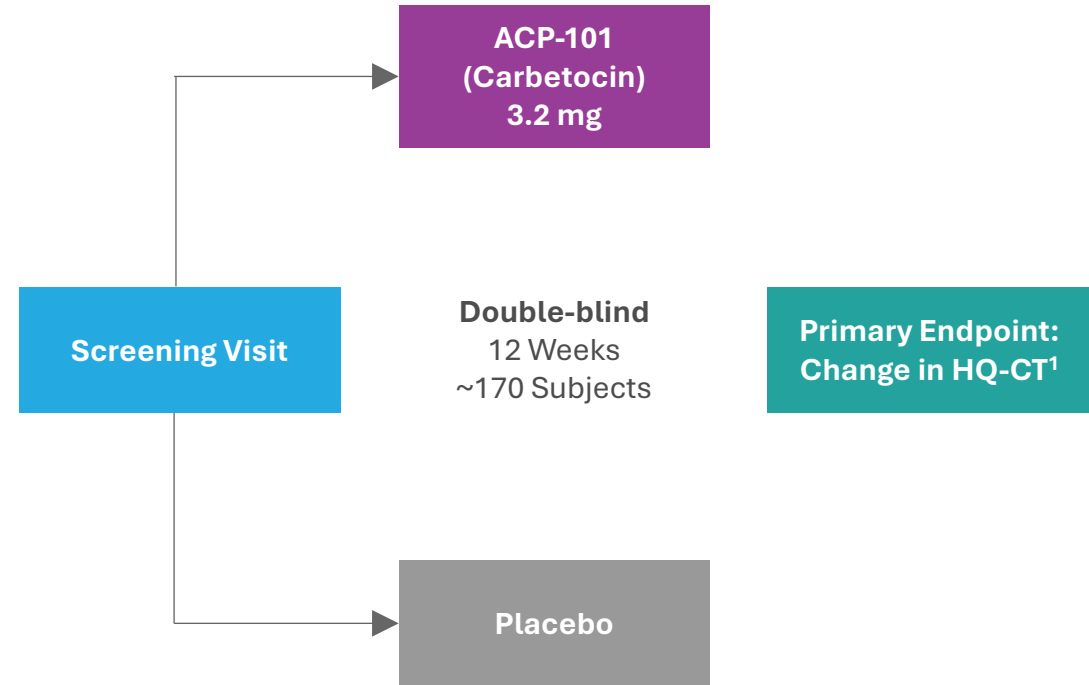 ACP-101
(Carbetocin)
3.2 mg
Screening Visit
Double-blind
12 Weeks
~170 Subjects
Primary Endpoint:
Change in HQ-CT¹
Placebo